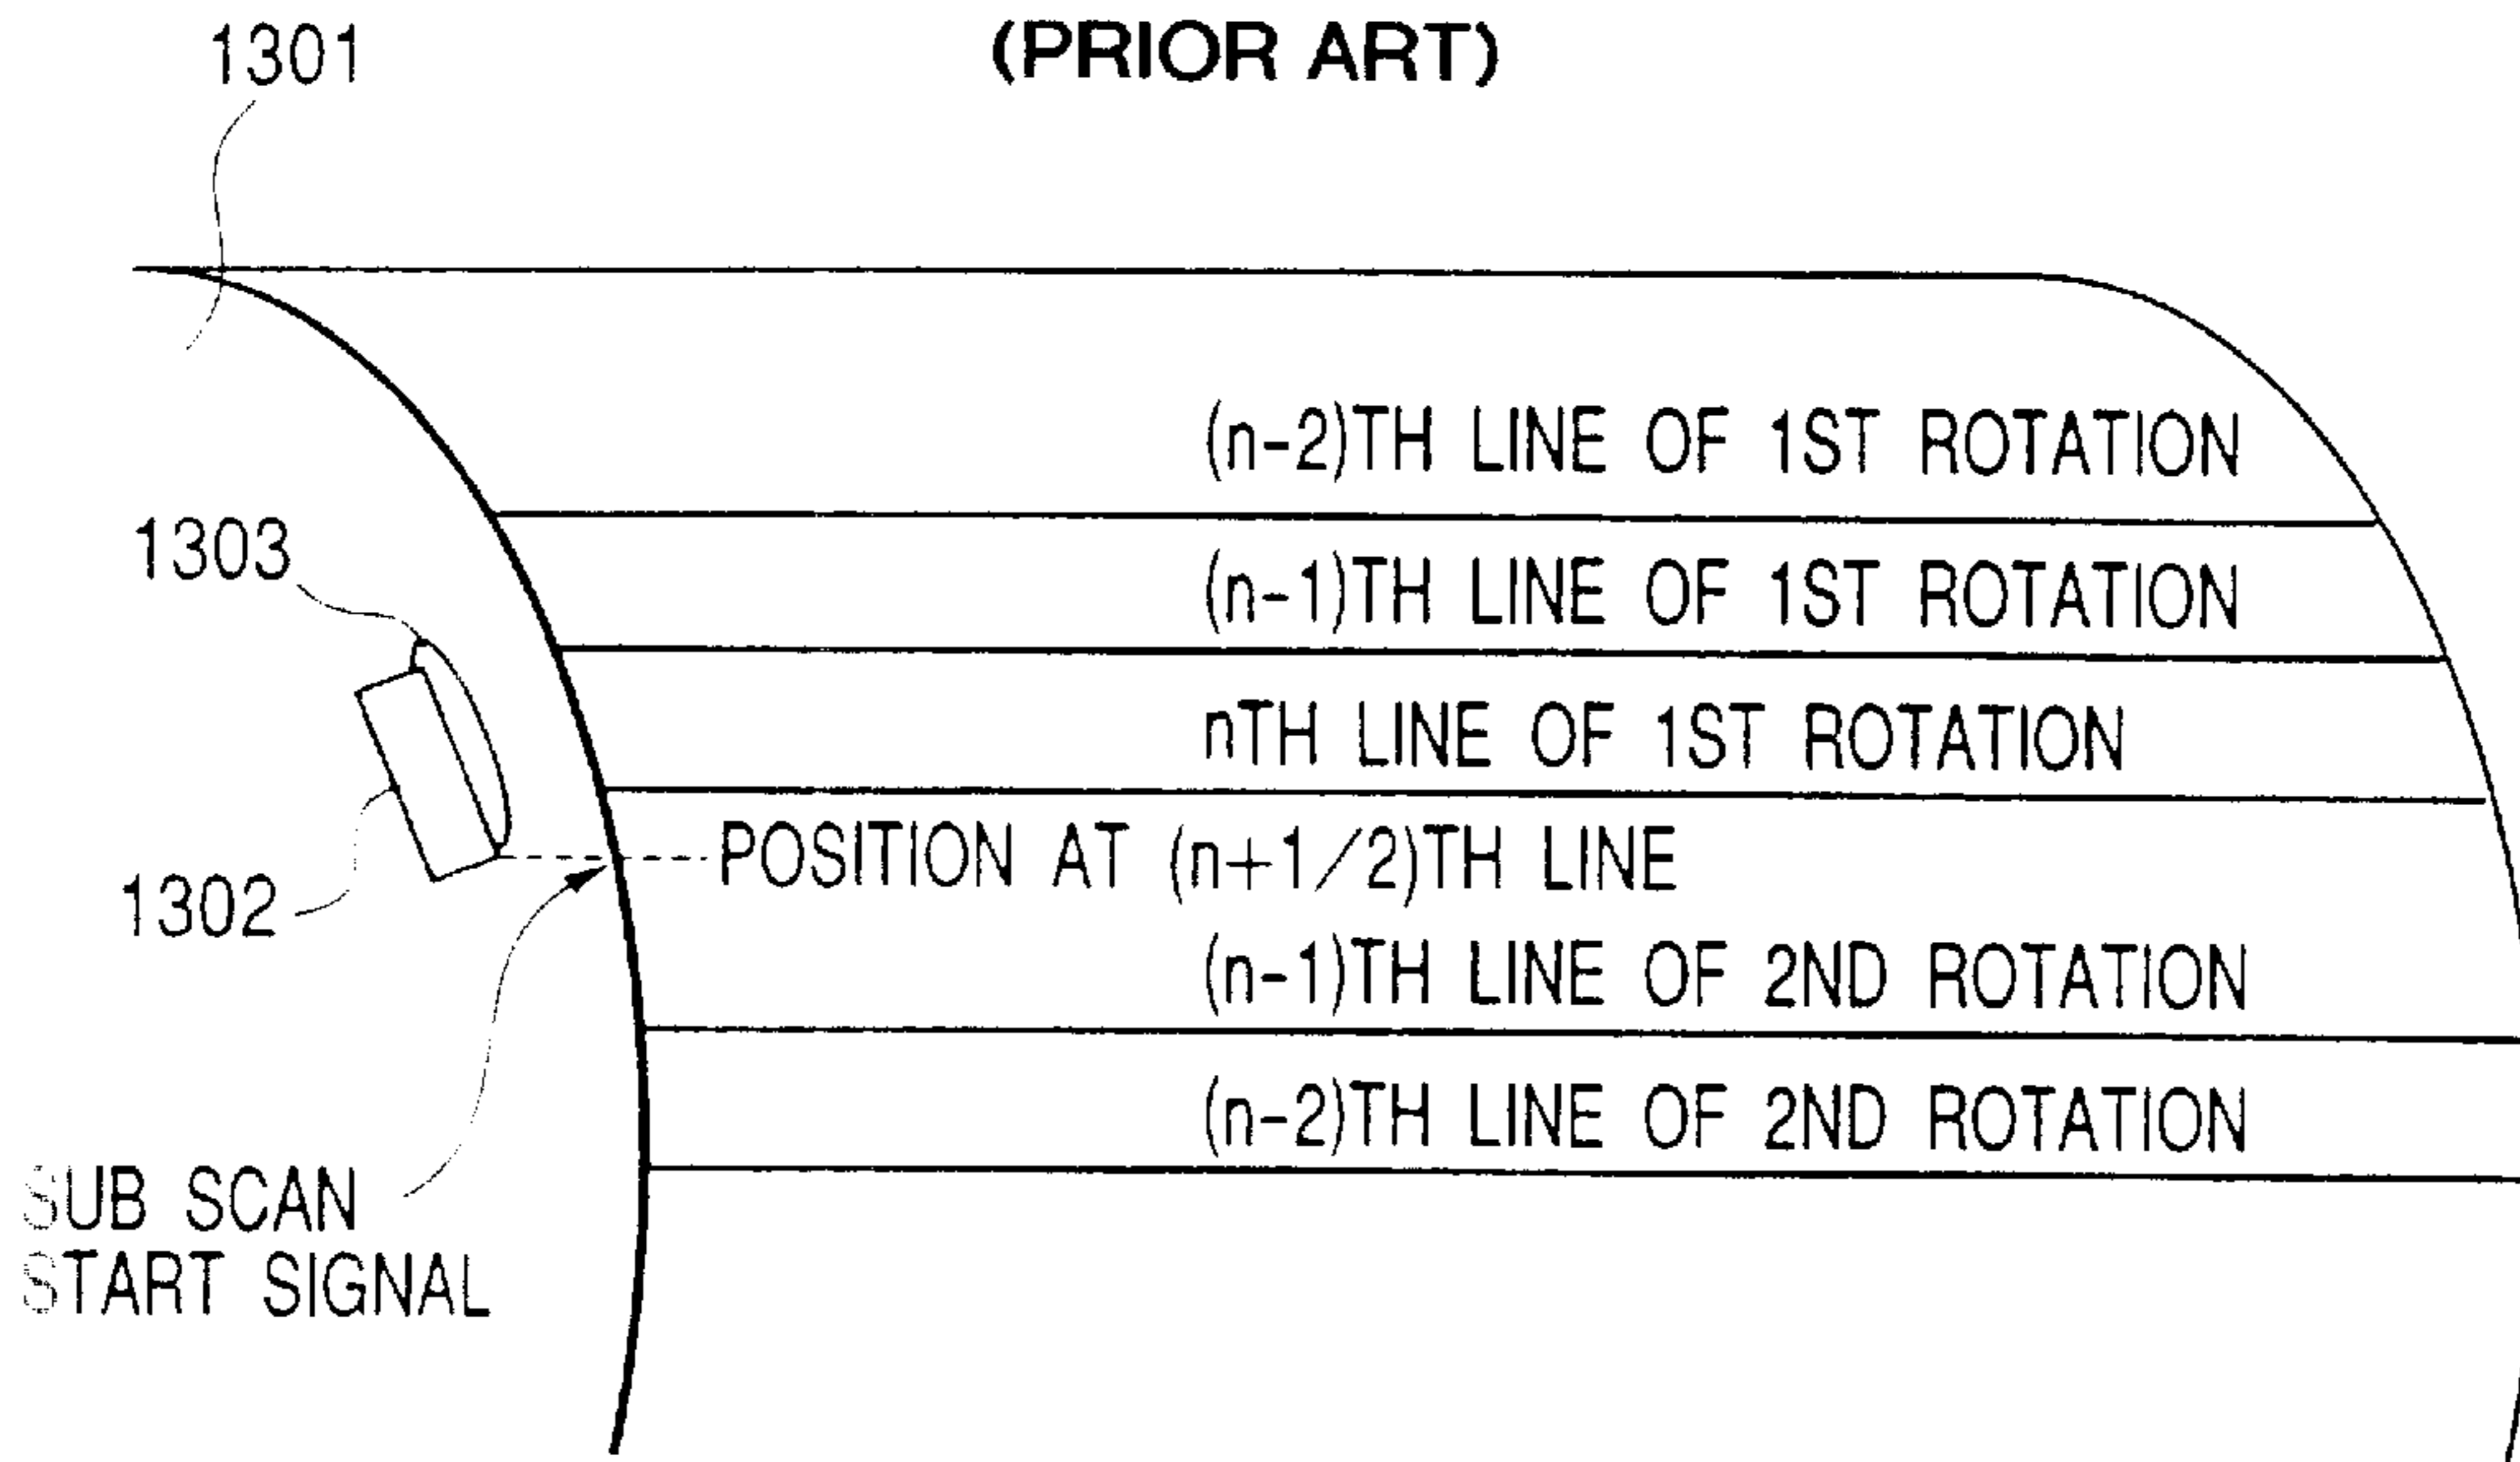 1301
(PRIOR ART)
(n-2)TH LINE OF 1ST ROTATION
1303
(n-1)TH LINE OF 1ST ROTATION
nTH LINE OF 1ST ROTATION
POSITION AT (n+1/2)TH LINE
1302
(n-1)TH LINE OF 2ND ROTATION
(n-2)TH LINE OF 2ND ROTATION
SUB SCAN
START SIGNAL